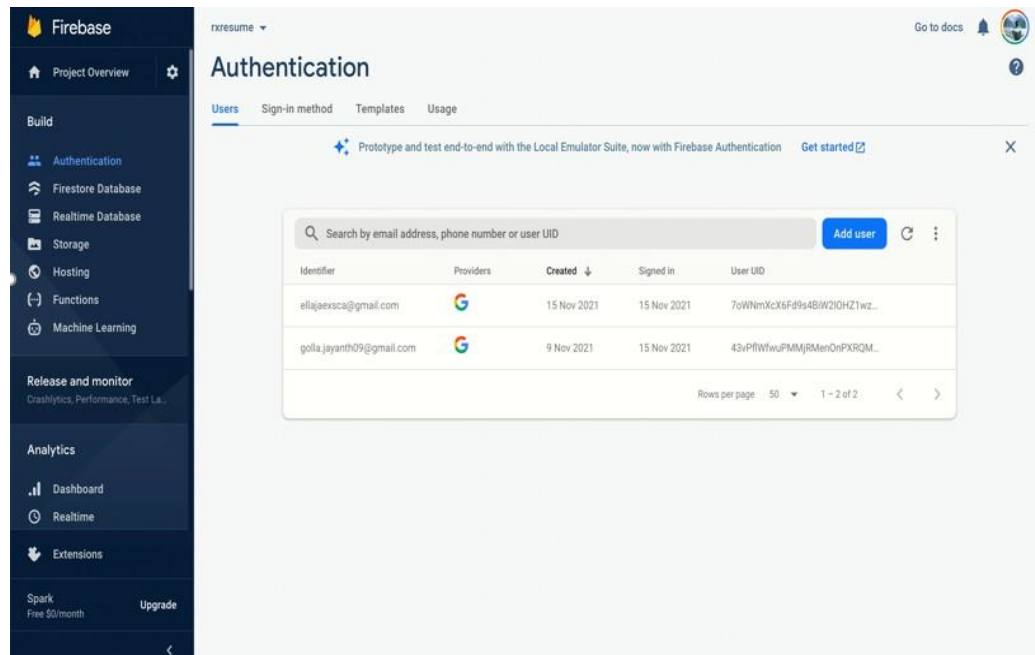 Firebase
rxresume
Go to docs
Project Overview
Authentication
Users Sign-in method Templates Usage
Build
Prototype and test end-to-end with the Local Emulator Suite, now with Firebase Authentication Get started
Authentication
Firestore Database
Realtime Database
Storage
Hosting
Functions
Machine Learning
Search by email address, phone number or user UID Add user
Identifier Providers Created Signed in User UID
ellajaexsca@gmail.com 15 Nov 2021 15 Nov 2021
golla.jayanth09@gmail.com 9 Nov 2021 15 Nov 2021
Rows per page 50 1 – 2 of 2
Release and monitor
Crashlytics, Performance, Test La...
Analytics
Dashboard
Realtime
Extensions
Spark
Free $0/month
Upgrade